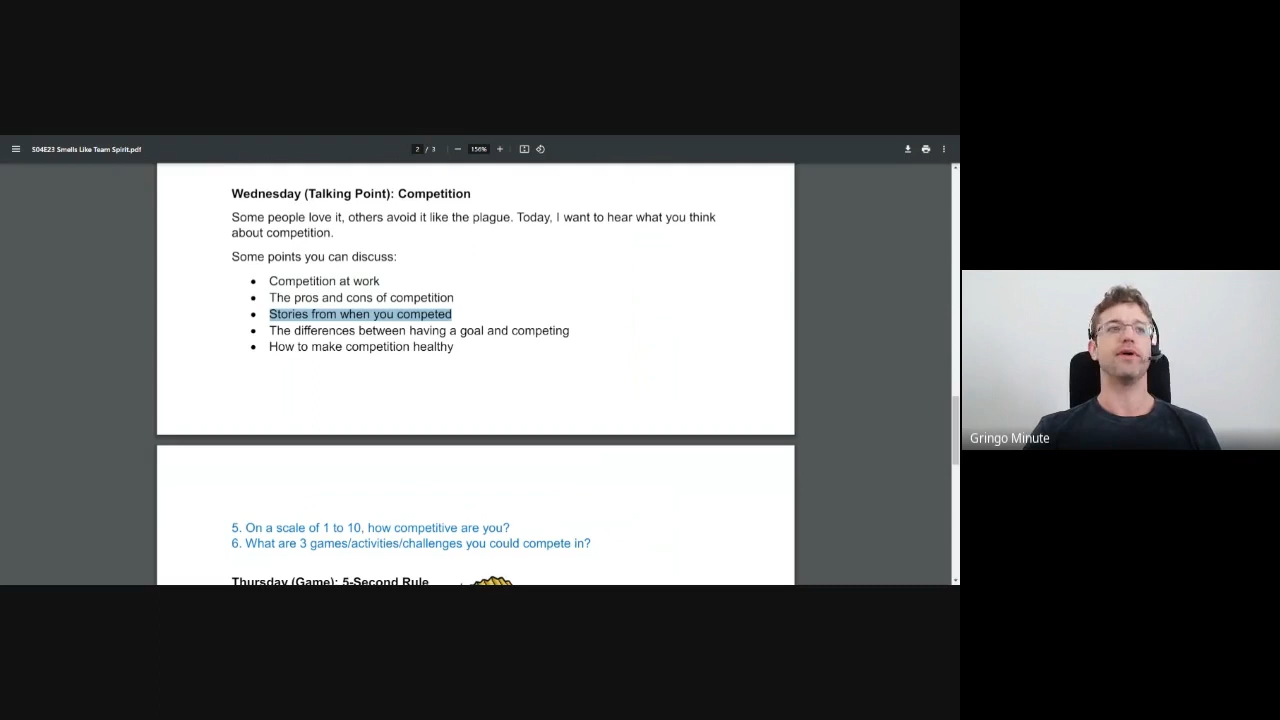 S04E23 Smells Like Team Spirit.pdf
2 / 3
156%
Wednesday (Talking Point): Competition
Some people love it, others avoid it like the plague. Today, I want to hear what you think
about competition.
Some points you can discuss:
• Competition at work
• The pros and cons of competition
• Stories from when you competed
• The differences between having a goal and competing
• How to make competition healthy
5. On a scale of 1 to 10, how competitive are you?
6. What are 3 games/activities/challenges you could compete in?
Thursday (Game): 5-Second Rule
Gringo Minute